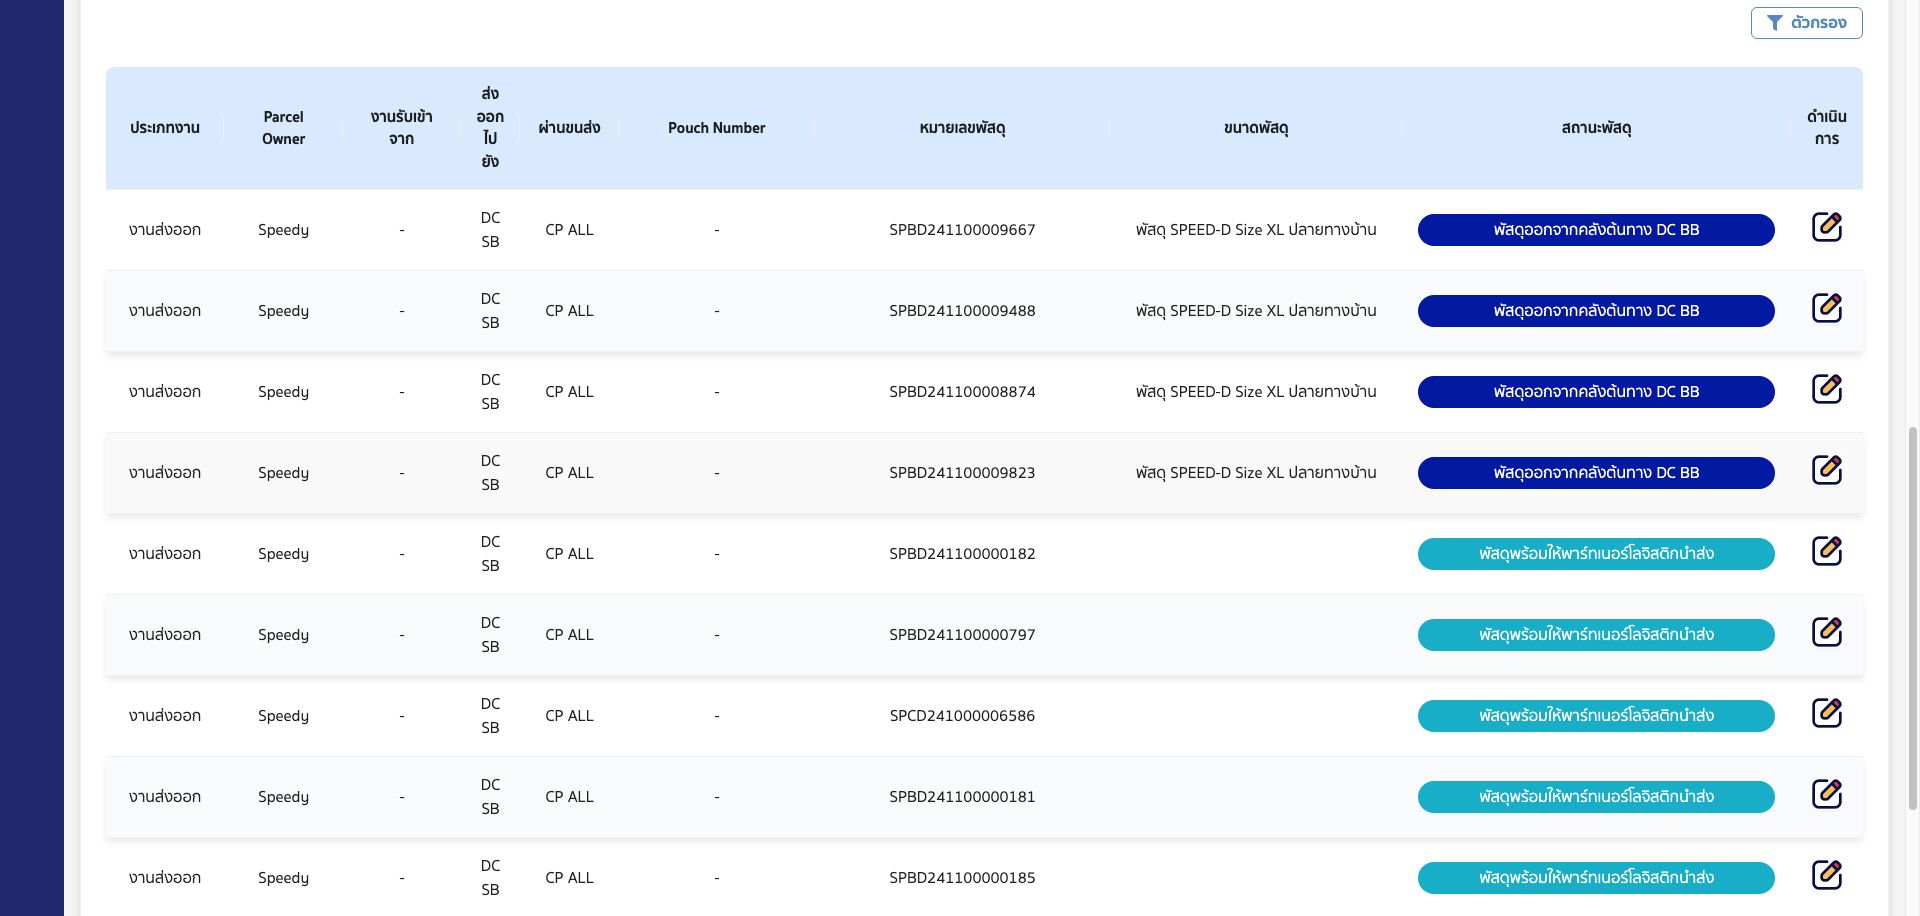 ตัวกรอง
ประเภทงาน Parcel Owner งานรับเข้าจาก ส่งออกไปยัง ผ่านขนส่ง Pouch Number หมายเลขพัสดุ ขนาดพัสดุ สถานะพัสดุ ดำเนินการ
งานส่งออก Speedy - DC SB CP ALL - SPBD241100009667 พัสดุ SPEED-D Size XL ปลายทางบ้าน พัสดุออกจากคลังต้นทาง DC BB
งานส่งออก Speedy - DC SB CP ALL - SPBD241100009488 พัสดุ SPEED-D Size XL ปลายทางบ้าน พัสดุออกจากคลังต้นทาง DC BB
งานส่งออก Speedy - DC SB CP ALL - SPBD241100008874 พัสดุ SPEED-D Size XL ปลายทางบ้าน พัสดุออกจากคลังต้นทาง DC BB
งานส่งออก Speedy - DC SB CP ALL - SPBD241100009823 พัสดุ SPEED-D Size XL ปลายทางบ้าน พัสดุออกจากคลังต้นทาง DC BB
งานส่งออก Speedy - DC SB CP ALL - SPBD241100000182 พัสดุพร้อมให้พาร์ทเนอร์โลจิสติกนำส่ง
งานส่งออก Speedy - DC SB CP ALL - SPBD241100000797 พัสดุพร้อมให้พาร์ทเนอร์โลจิสติกนำส่ง
งานส่งออก Speedy - DC SB CP ALL - SPCD241000006586 พัสดุพร้อมให้พาร์ทเนอร์โลจิสติกนำส่ง
งานส่งออก Speedy - DC SB CP ALL - SPBD241100000181 พัสดุพร้อมให้พาร์ทเนอร์โลจิสติกนำส่ง
งานส่งออก Speedy - DC SB CP ALL - SPBD241100000185 พัสดุพร้อมให้พาร์ทเนอร์โลจิสติกนำส่ง